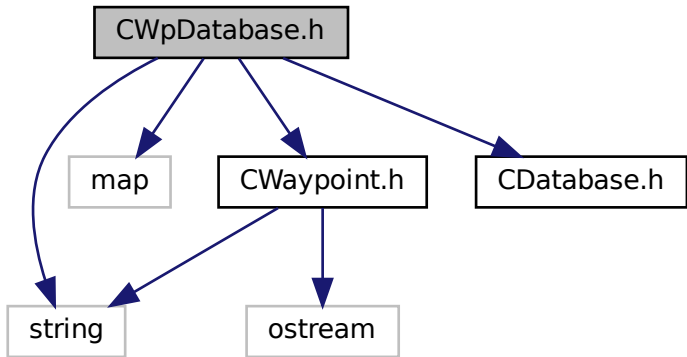 CWpDatabase.h
map
CWaypoint.h
CDatabase.h
string
ostream